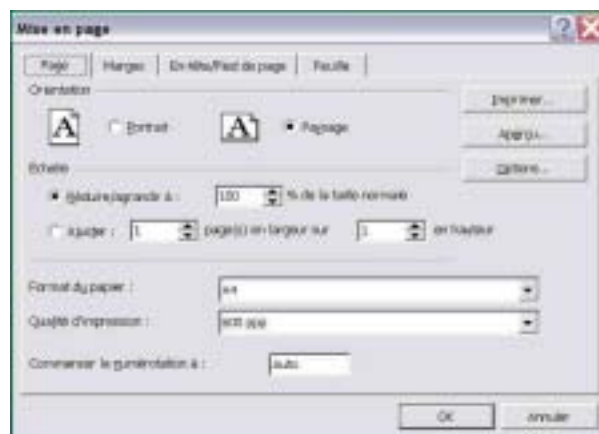 Mise en page
Page Marges En-tête/Pied de page Feuille
Orientation
Imprimer...
A Portrait A Paysage
Aperçu...
Échelle
Options...
Réduire/agrandir à : 100 % de la taille normale
Ajuster : 1 page(s) en largeur sur 1 en hauteur
Format du papier : A4
Qualité d'impression : 600 ppp
Commencer la numérotation à : Auto
OK Annuler